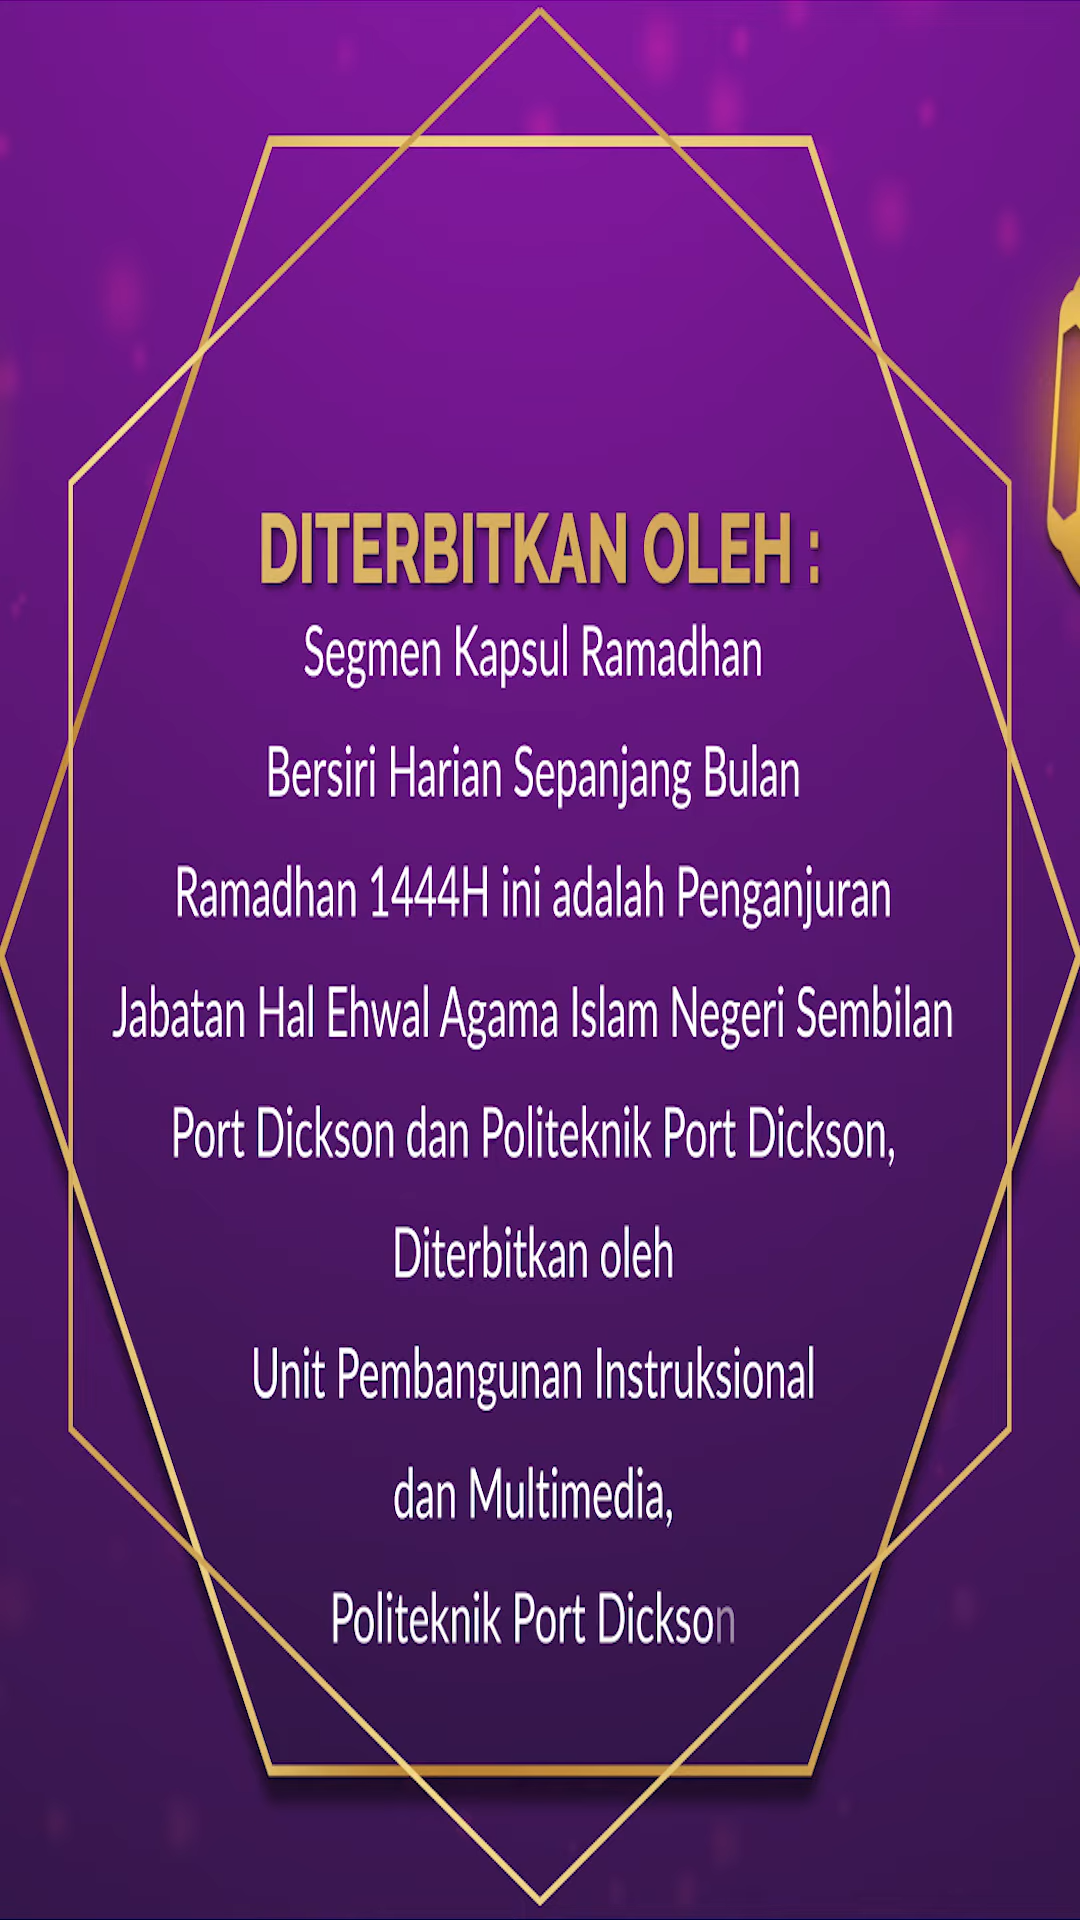 DITERBITKAN OLEH :
Segmen Kapsul Ramadhan
Bersiri Harian Sepanjang Bulan
Ramadhan 1444H ini adalah Penganjuran
Jabatan Hal Ehwal Agama Islam Negeri Sembilan
Port Dickson dan Politeknik Port Dickson,
Diterbitkan oleh
Unit Pembangunan Instruksional
dan Multimedia,
Politeknik Port Dickson